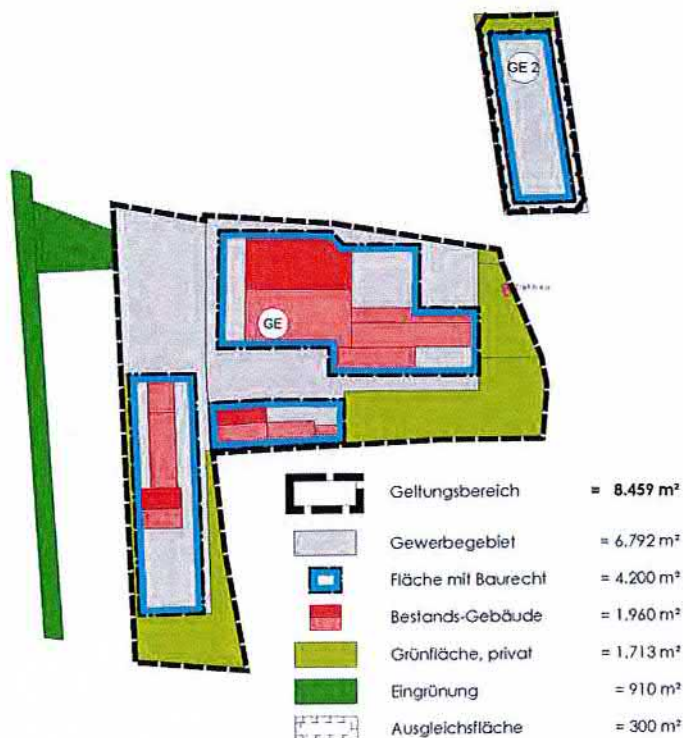 GE 2
GE
Geltungsbereich = 8.459 m²
Gewerbegebiet = 6.792 m²
Fläche mit Baurecht = 4.200 m²
Bestands-Gebäude = 1.960 m²
Grünfläche, privat = 1.713 m²
Eingrünung = 910 m²
Ausgleichsfläche = 300 m²